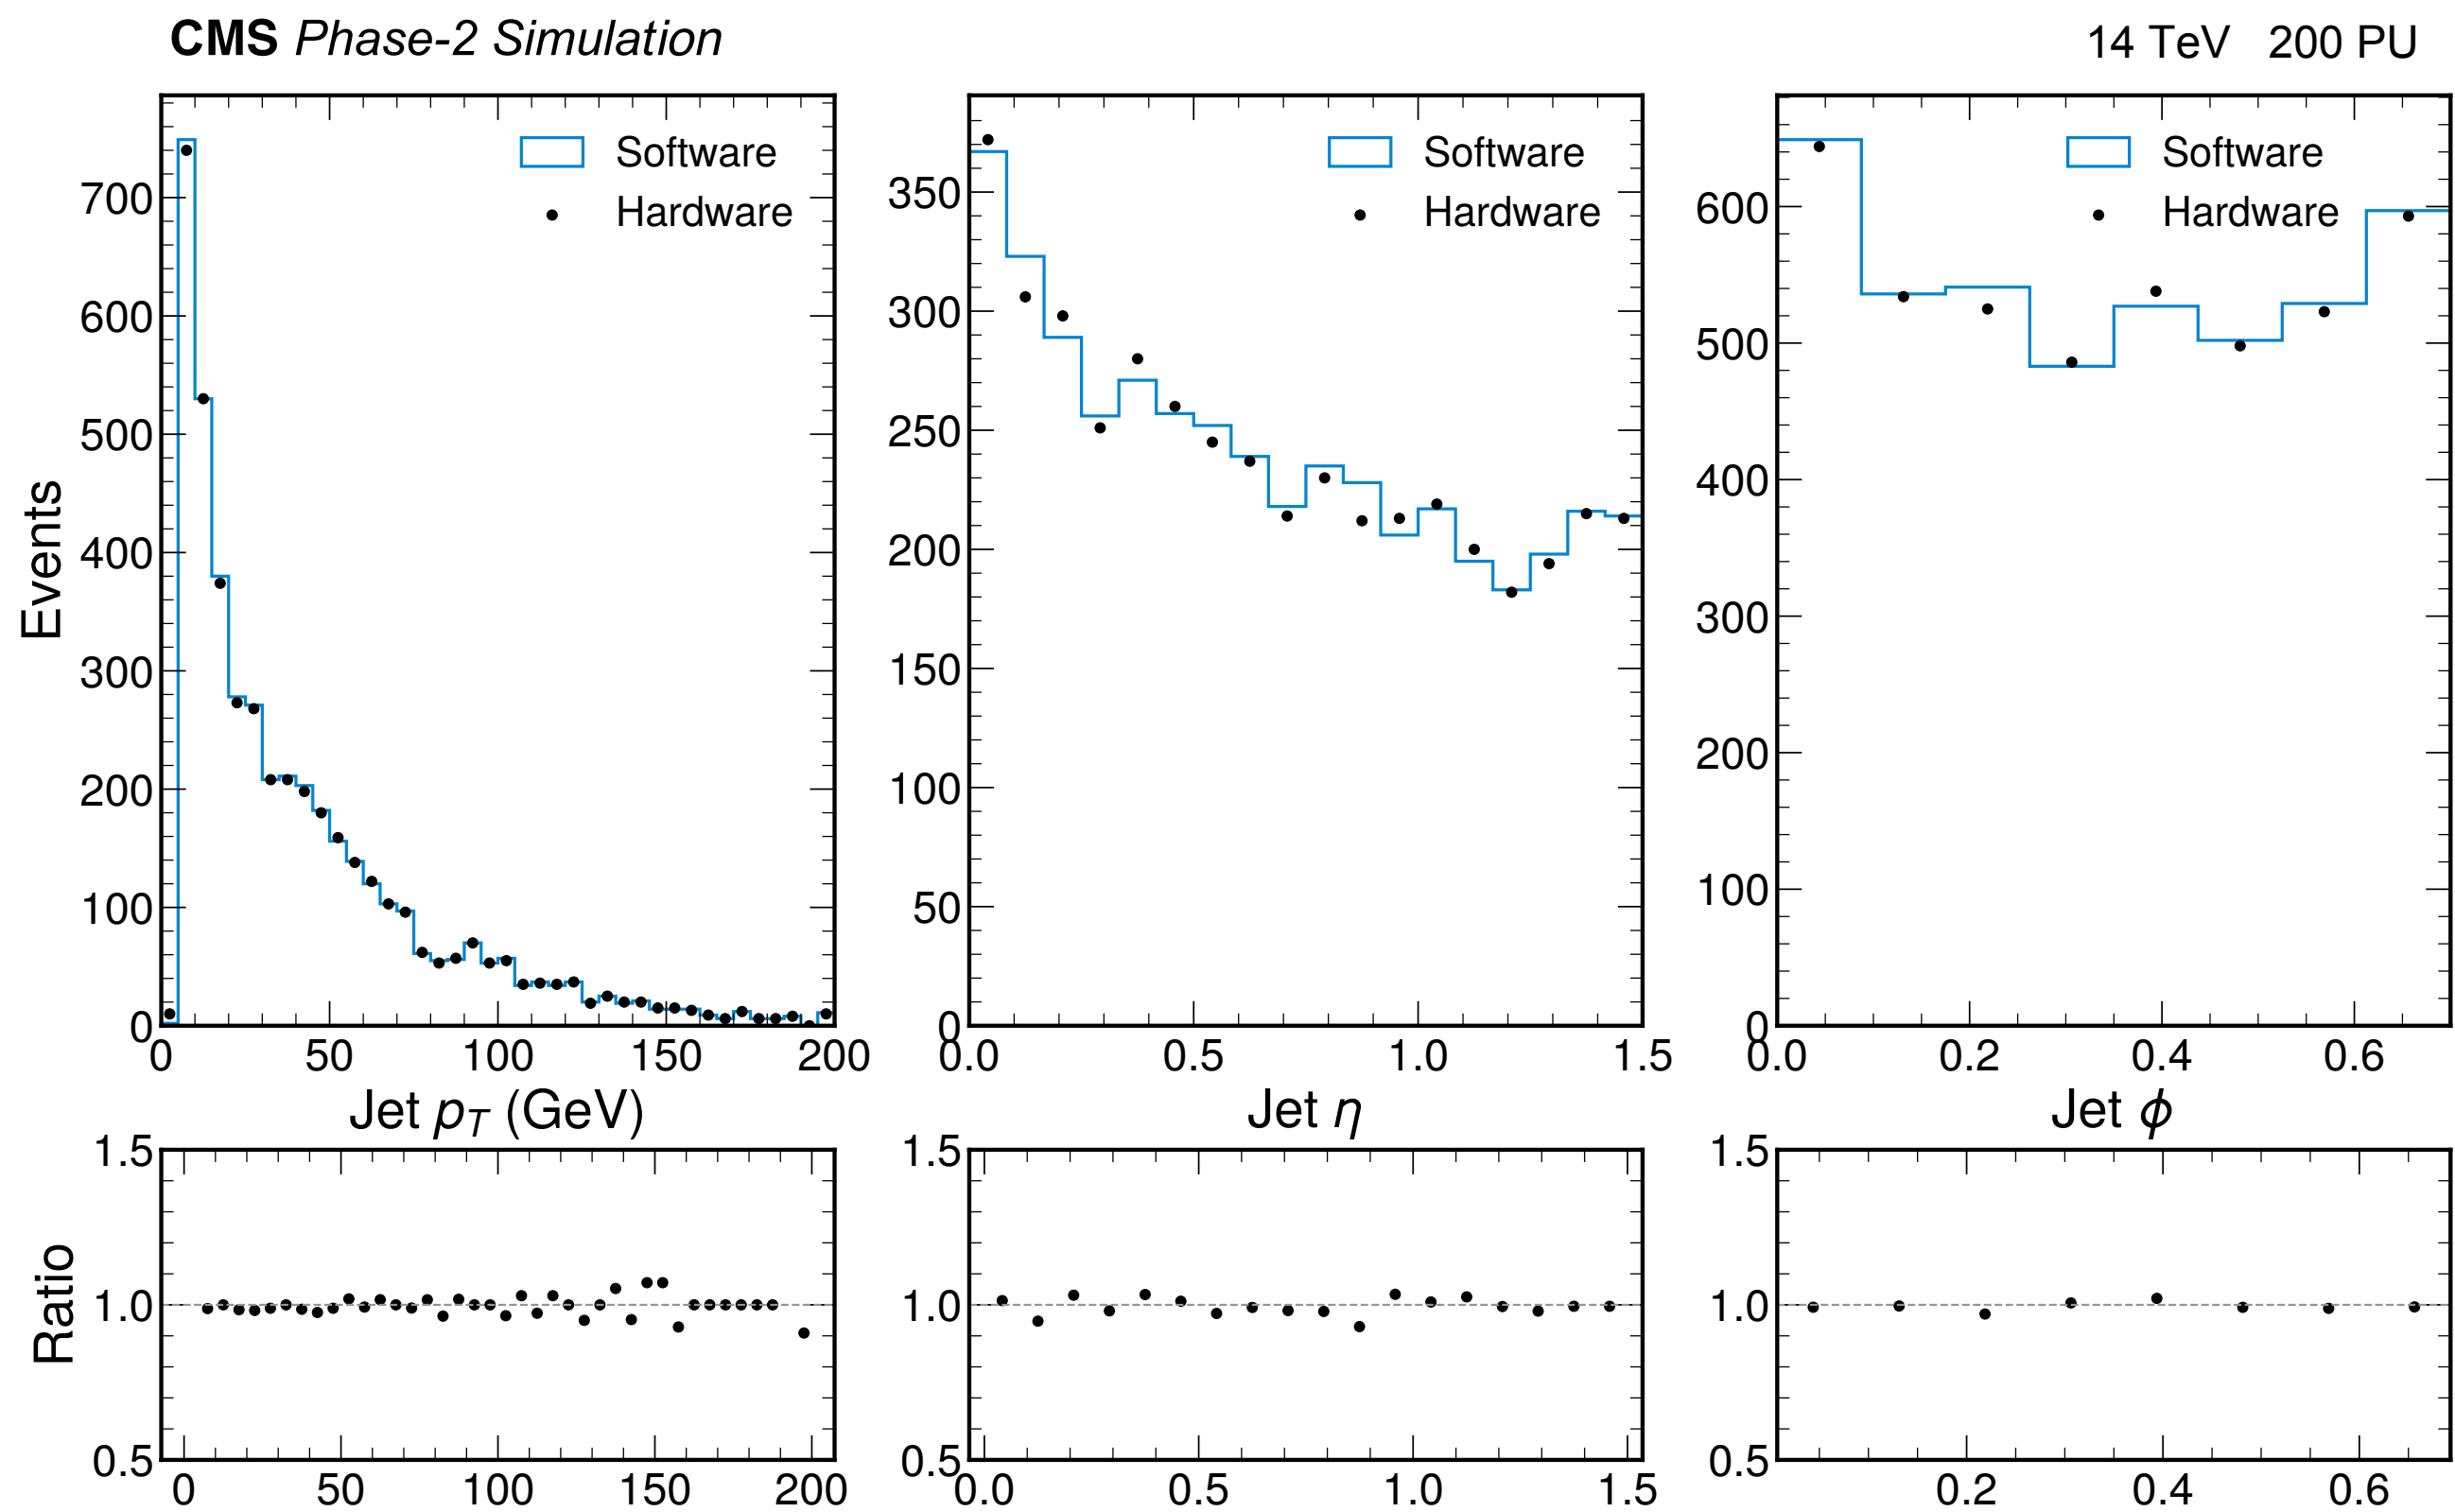 CMS Phase-2 Simulation
14 TeV 200 PU
Events
700
600
500
400
300
200
100
0
0 50 100 150 200
Jet pT (GeV)
Software
Hardware
350
300
250
200
150
100
50
0
0.0 0.5 1.0 1.5
Jet η
Software
Hardware
600
500
400
300
200
100
0
0.0 0.2 0.4 0.6
Jet ϕ
Software
Hardware
Ratio
1.5
1.0
0.5
0 50 100 150 200
1.5
1.0
0.5
0.0 0.5 1.0 1.5
1.5
1.0
0.5
0.2 0.4 0.6